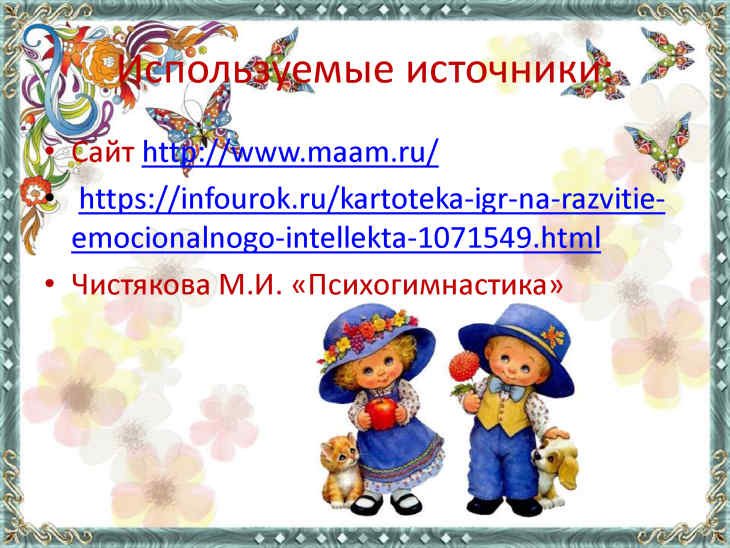 Используемые источники:
• Сайт http://www.maam.ru/
• https://infourok.ru/kartoteka-igr-na-razvitie-
emocionalnogo-intellekta-1071549.html
• Чистякова М.И. «Психогимнастика»